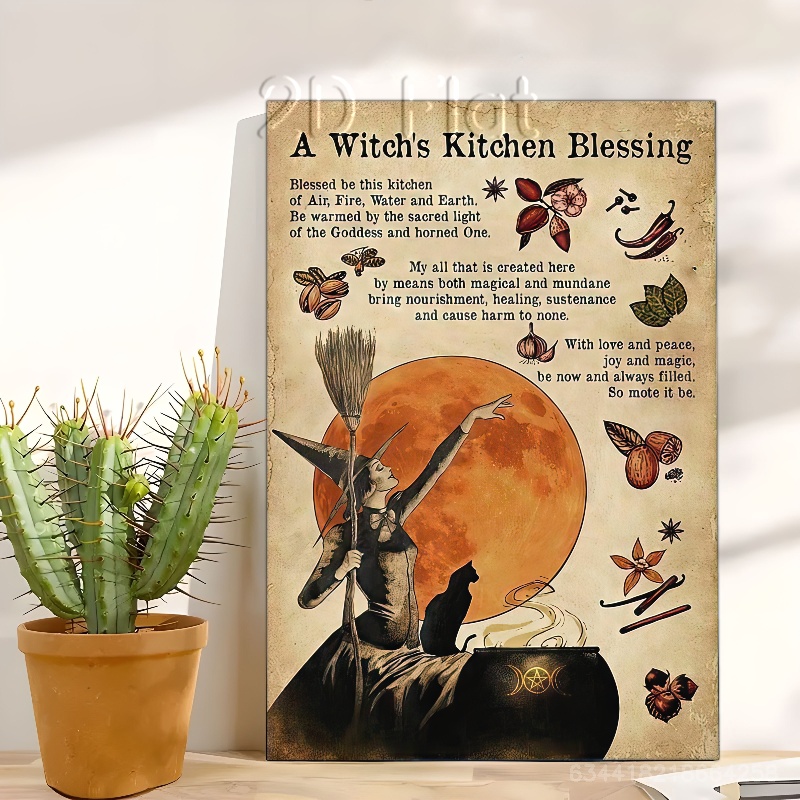 2D Flat
A Witch's Kitchen Blessing
Blessed be this kitchen
of Air, Fire, Water and Earth.
Be warmed by the sacred light
of the Goddess and horned One.
My all that is created here
by means both magical and mundane
bring nourishment, healing, sustenance
and cause harm to none.
With love and peace,
joy and magic,
be now and always filled.
So mote it be.